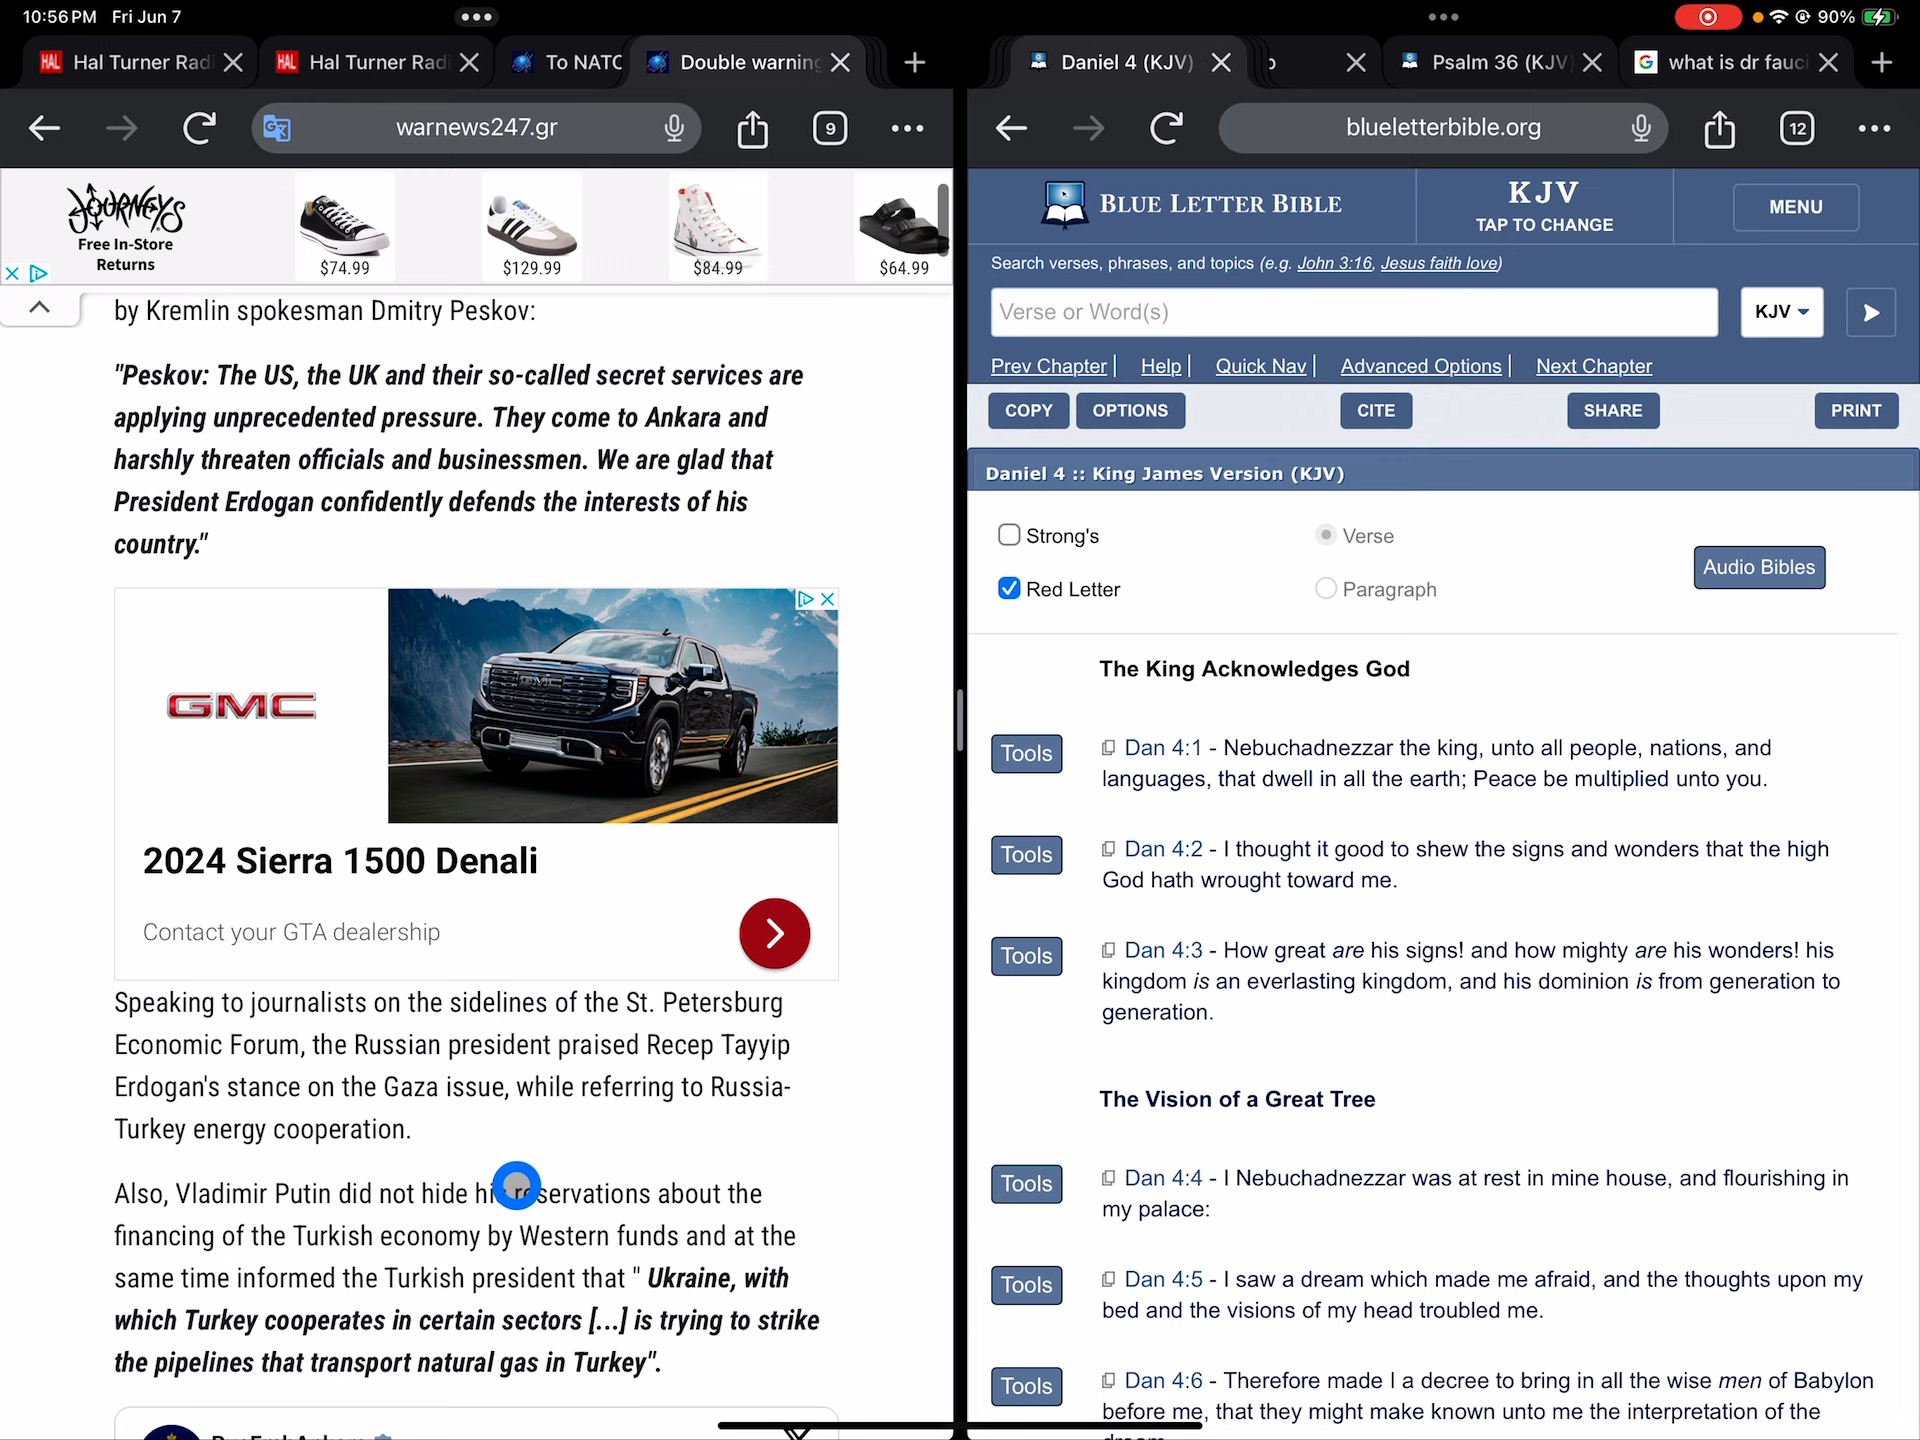 10:56 PM Fri Jun 7
90%
Hal Turner Radi
Hal Turner Radi
To NATO
Double warning
Daniel 4 (KJV)
Psalm 36 (KJV)
what is dr fauci
warnews247.gr
9
blueletterbible.org
12
JOURNEYS
Free In-Store
Returns
$74.99
$129.99
$84.99
$64.99
by Kremlin spokesman Dmitry Peskov:
"Peskov: The US, the UK and their so-called secret services are
applying unprecedented pressure. They come to Ankara and
harshly threaten officials and businessmen. We are glad that
President Erdogan confidently defends the interests of his
country."
GMC
2024 Sierra 1500 Denali
Contact your GTA dealership
Speaking to journalists on the sidelines of the St. Petersburg
Economic Forum, the Russian president praised Recep Tayyip
Erdogan's stance on the Gaza issue, while referring to Russia-
Turkey energy cooperation.
Also, Vladimir Putin did not hide his reservations about the
financing of the Turkish economy by Western funds and at the
same time informed the Turkish president that " Ukraine, with
which Turkey cooperates in certain sectors [...] is trying to strike
the pipelines that transport natural gas in Turkey".
BLUE LETTER BIBLE
KJV
TAP TO CHANGE
MENU
Search verses, phrases, and topics (e.g. John 3:16, Jesus faith love)
Verse or Word(s)
KJV
Prev Chapter | Help | Quick Nav | Advanced Options | Next Chapter
COPY OPTIONS CITE SHARE PRINT
Daniel 4 :: King James Version (KJV)
Strong's
Verse
Red Letter
Paragraph
Audio Bibles
The King Acknowledges God
Tools Dan 4:1 - Nebuchadnezzar the king, unto all people, nations, and
languages, that dwell in all the earth; Peace be multiplied unto you.
Tools Dan 4:2 - I thought it good to shew the signs and wonders that the high
God hath wrought toward me.
Tools Dan 4:3 - How great are his signs! and how mighty are his wonders! his
kingdom is an everlasting kingdom, and his dominion is from generation to
generation.
The Vision of a Great Tree
Tools Dan 4:4 - I Nebuchadnezzar was at rest in mine house, and flourishing in
my palace:
Tools Dan 4:5 - I saw a dream which made me afraid, and the thoughts upon my
bed and the visions of my head troubled me.
Tools Dan 4:6 - Therefore made I a decree to bring in all the wise men of Babylon
before me, that they might make known unto me the interpretation of the